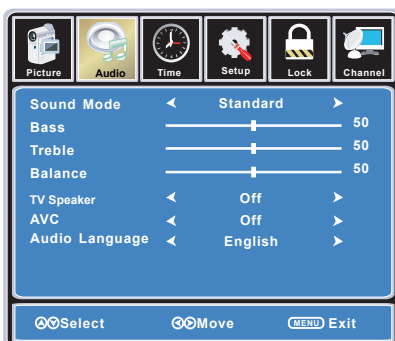 Picture Audio Time Setup Lock Channel
Sound Mode Standard
Bass 50
Treble 50
Balance 50
TV Speaker Off
AVC Off
Audio Language English
Select Move MENU Exit